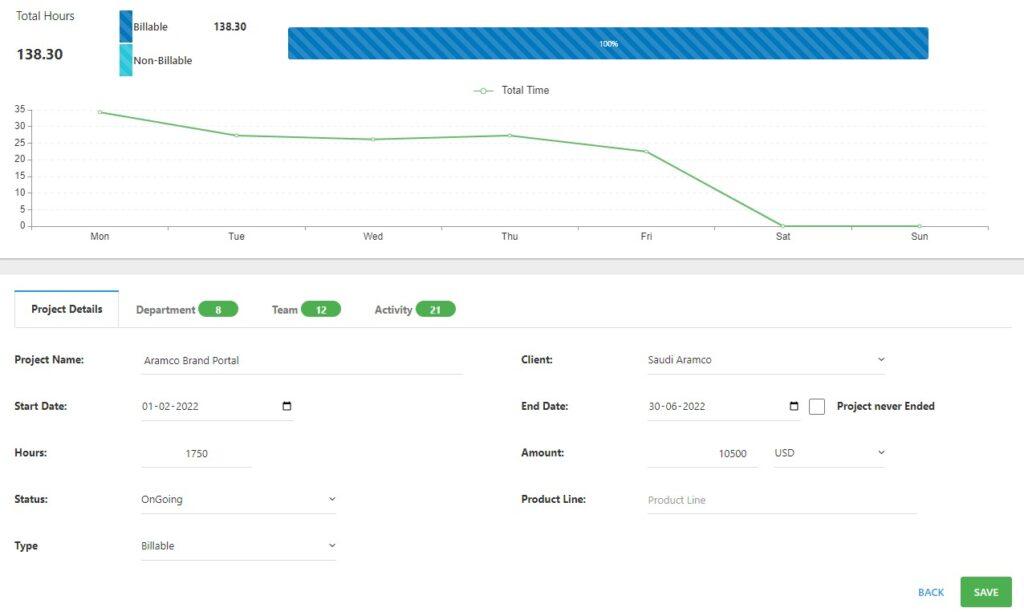 Total Hours
138.30
Billable 138.30
Non-Billable
100%
Total Time
35
30
25
20
15
10
5
0
Mon Tue Wed Thu Fri Sat Sun
Project Details Department 8 Team 12 Activity 21
Project Name: Aramco Brand Portal Client: Saudi Aramco
Start Date: 01-02-2022 End Date: 30-06-2022 Project never Ended
Hours: 1750 Amount: 10500 USD
Status: OnGoing Product Line: Product Line
Type Billable
BACK SAVE